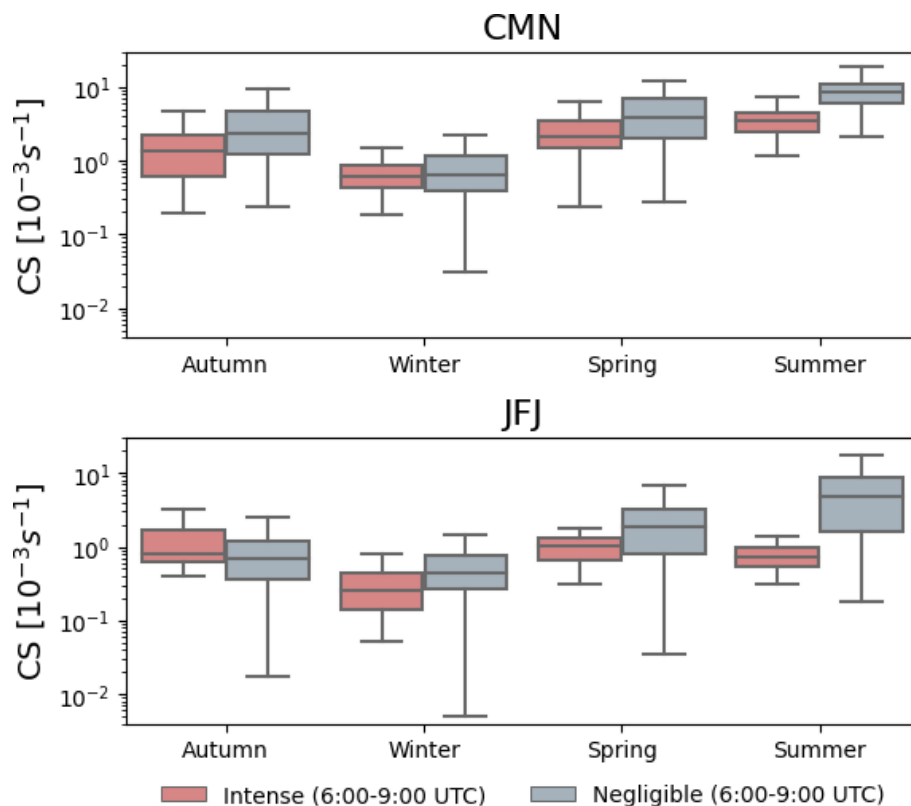 CMN
CS [10⁻³s⁻¹]
10¹
10⁰
10⁻¹
10⁻²
Autumn Winter Spring Summer
JFJ
CS [10⁻³s⁻¹]
10¹
10⁰
10⁻¹
10⁻²
Autumn Winter Spring Summer
Intense (6:00-9:00 UTC) Negligible (6:00-9:00 UTC)